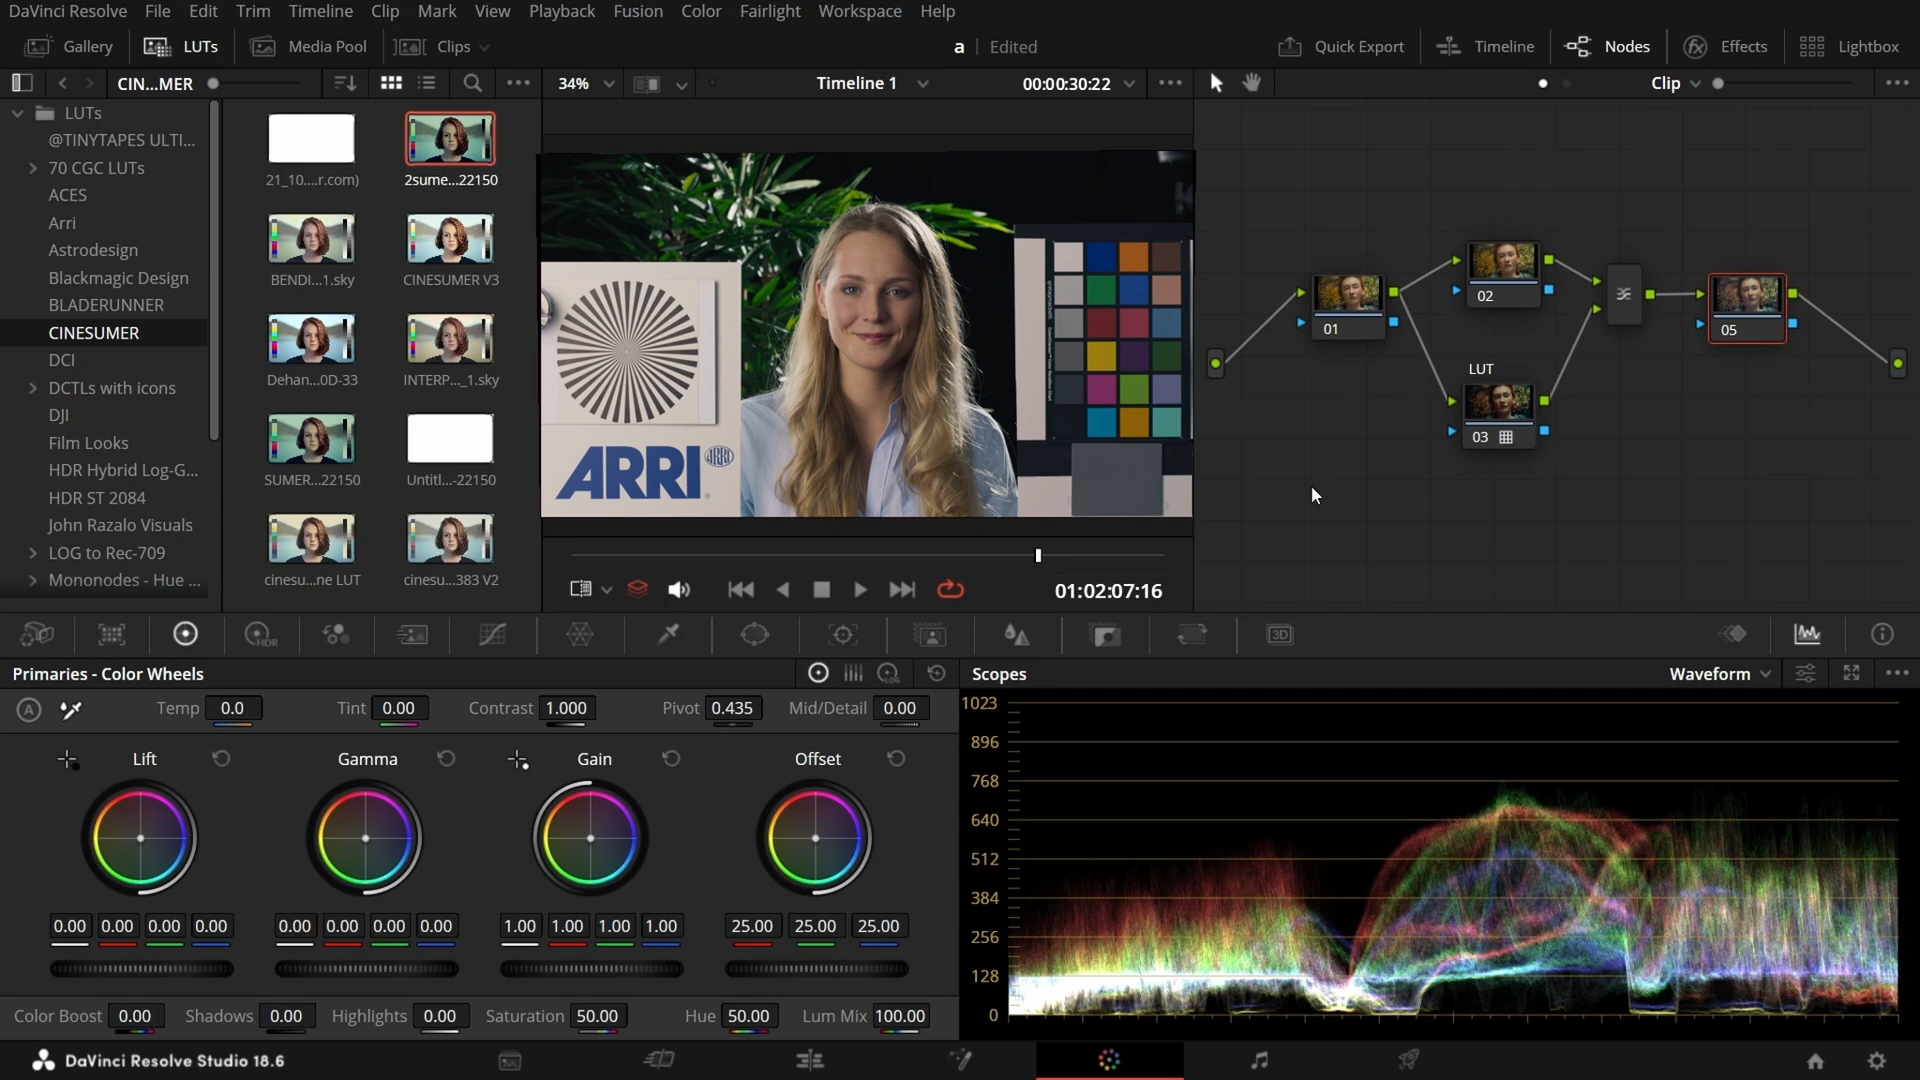 DaVinci Resolve File Edit Trim Timeline Clip Mark View Playback Fusion Color Fairlight Workspace Help
Gallery LUTs Media Pool Clips a Edited Quick Export Timeline Nodes Effects Lightbox
CIN...MER 34% Timeline 1 00:00:30:22 Clip
LUTs
@TINYTAPES ULTI...
70 CGC LUTs
ACES
Arri
Astrodesign
Blackmagic Design
BLADERUNNER
CINESUMER
DCI
DCTLs with icons
DJI
Film Looks
HDR Hybrid Log-G...
HDR ST 2084
John Razalo Visuals
LOG to Rec-709
Mononodes - Hue ...
21_10....r.com) 2sume...22150
BENDI...1.sky CINESUMER V3
Dehan...0D-33 INTERP..._1.sky
SUMER...22150 Untitl...-22150
cinesu...ne LUT cinesu...383 V2
ARRI
ARRI
01:02:07:16
01
02
LUT
03
05
HDR
3D
Primaries - Color Wheels
LOG
A Temp 0.0 Tint 0.00 Contrast 1.000 Pivot 0.435 Mid/Detail 0.00
Lift Gamma Gain Offset
0.00 0.00 0.00 0.00 0.00 0.00 0.00 0.00 1.00 1.00 1.00 1.00 25.00 25.00 25.00
Color Boost 0.00 Shadows 0.00 Highlights 0.00 Saturation 50.00 Hue 50.00 Lum Mix 100.00
Scopes Waveform
1023
896
768
640
512
384
256
128
0
DaVinci Resolve Studio 18.6